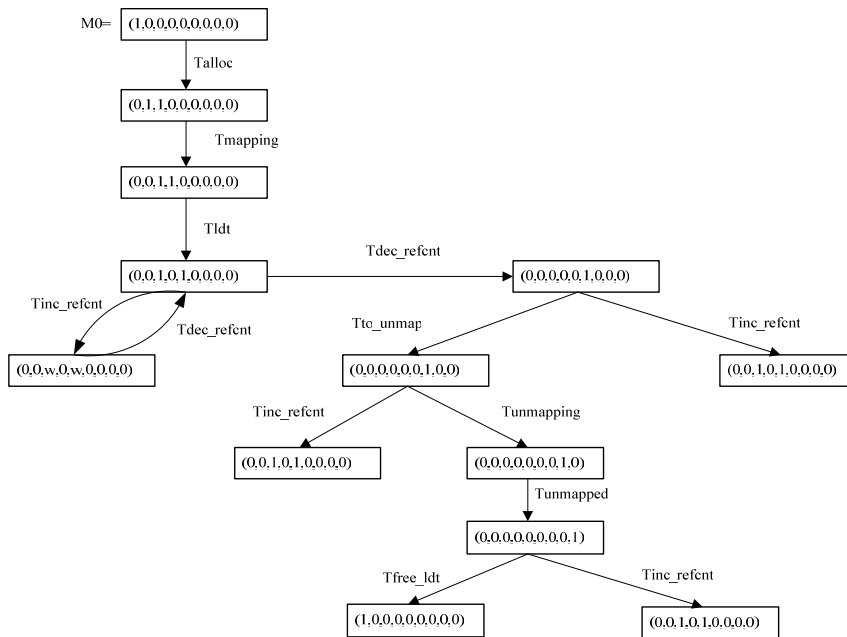 M0= (1,0,0,0,0,0,0,0,0)
Talloc
(0,1,1,0,0,0,0,0,0)
Tmapping
(0,0,1,1,0,0,0,0,0)
Tldt
Tdec_refcnt
(0,0,1,0,1,0,0,0,0)
(0,0,0,0,0,1,0,0,0)
Tinc_refcnt
Tdec_refcnt
Tto_unmap
Tinc_refcnt
(0,0,w,0,w,0,0,0,0)
(0,0,0,0,0,0,1,0,0)
(0,0,1,0,1,0,0,0,0)
Tinc_refcnt
Tunmapping
(0,0,1,0,1,0,0,0,0)
(0,0,0,0,0,0,0,1,0)
Tunmapped
(0,0,0,0,0,0,0,0,1)
Tfree_ldt
Tinc_refcnt
(1,0,0,0,0,0,0,0,0)
(0,0,1,0,1,0,0,0,0)